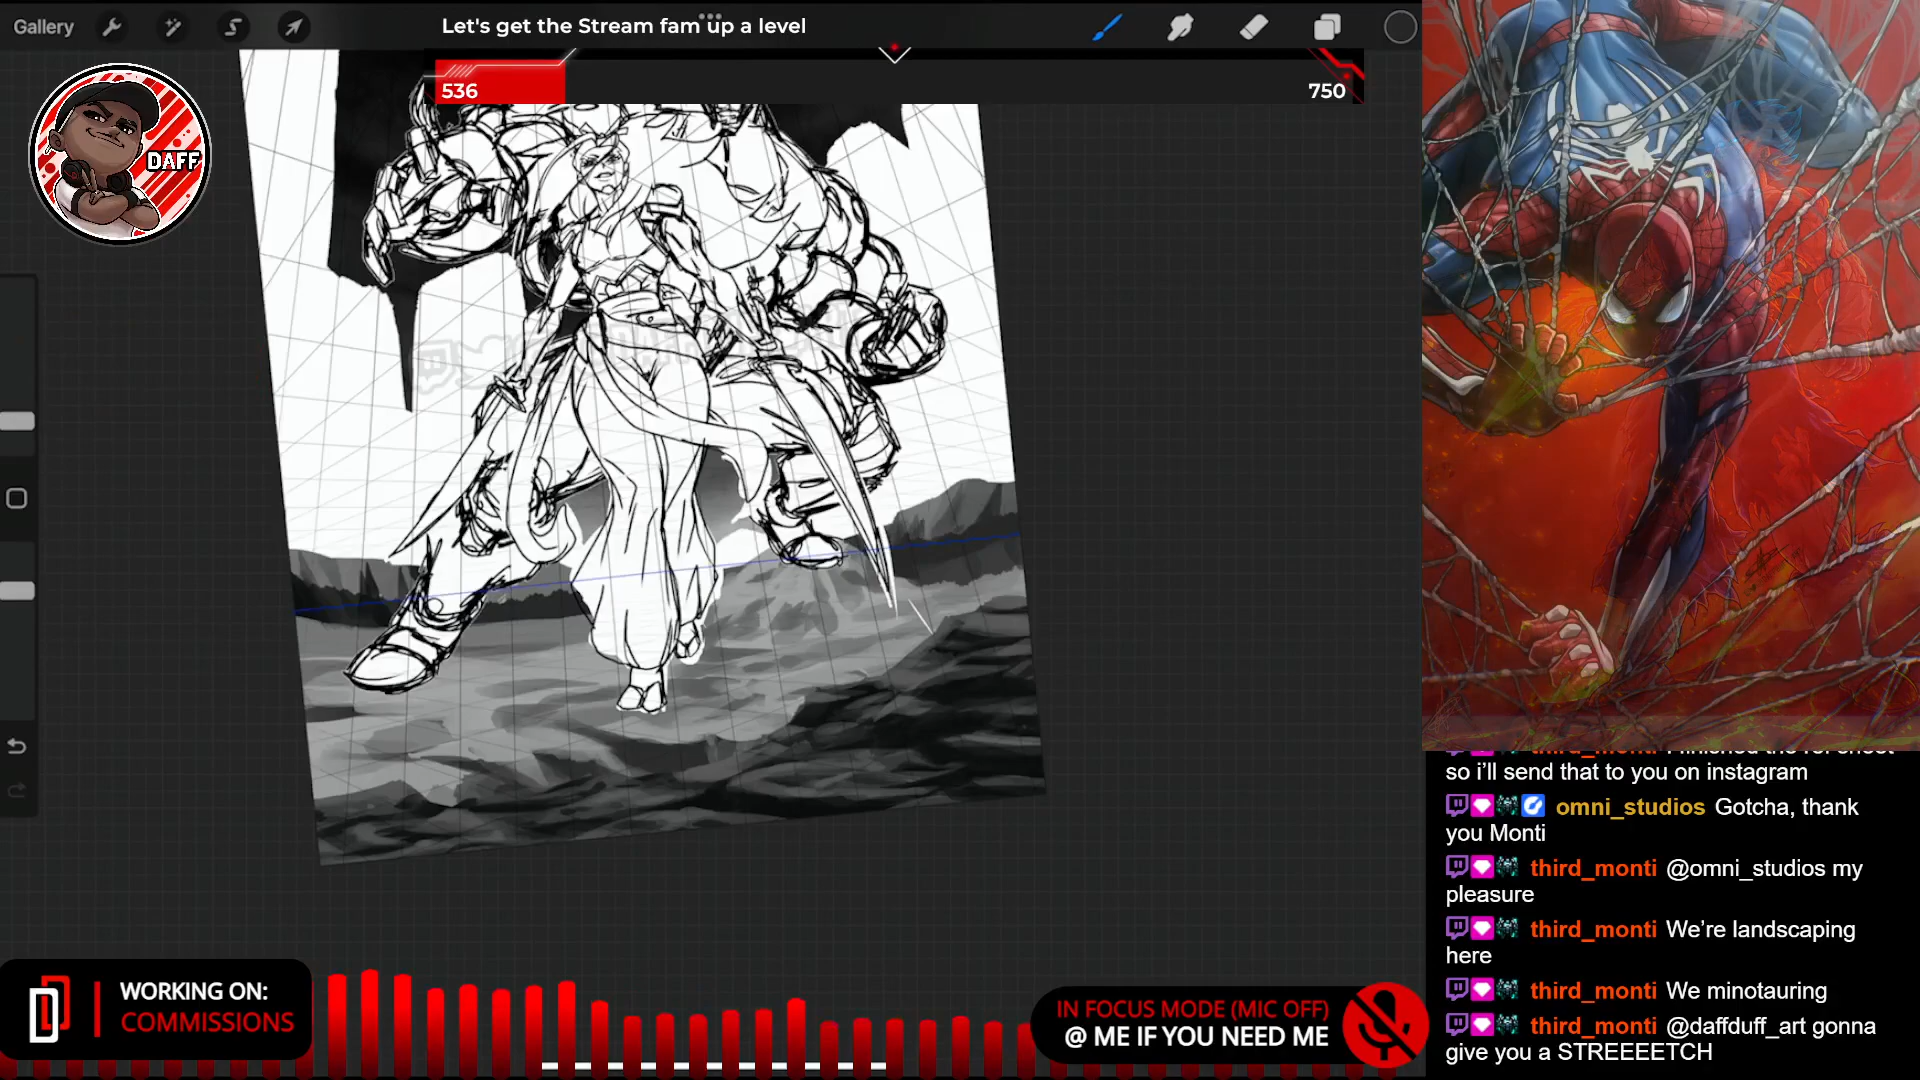 Gallery
Let's get the Stream fam up a level
536
750
DAFF
so i'll send that to you on instagram
omni_studios Gotcha, thank
you Monti
third_monti @omni_studios my
pleasure
third_monti We're landscaping
here
third_monti We minotauring
third_monti @daffduff_art gonna
give you a STREEEETCH
WORKING ON:
COMMISSIONS
IN FOCUS MODE (MIC OFF)
@ ME IF YOU NEED ME